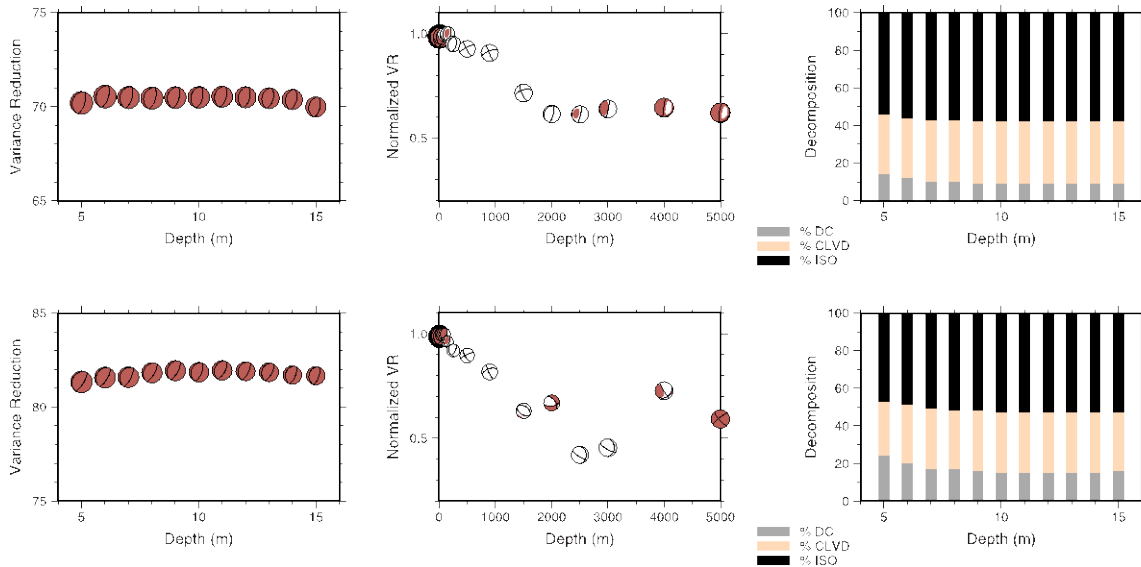 75
70
65
Variance Reduction
5
10
15
Depth (m)
1.0
0.5
Normalized VR
0
1000
2000
3000
4000
5000
Depth (m)
100
80
60
40
20
0
Decomposition
5
10
15
Depth (m)
% DC
% CLVD
% ISO
85
80
75
Variance Reduction
5
10
15
Depth (m)
1.0
0.5
Normalized VR
0
1000
2000
3000
4000
5000
Depth (m)
100
80
60
40
20
0
Decomposition
5
10
15
Depth (m)
% DC
% CLVD
% ISO